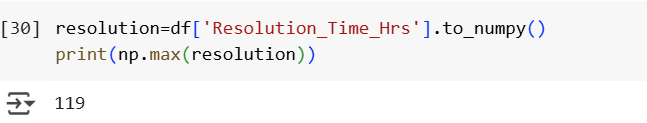 [30] resolution=df['Resolution_Time_Hrs'].to_numpy()
print(np.max(resolution))
119